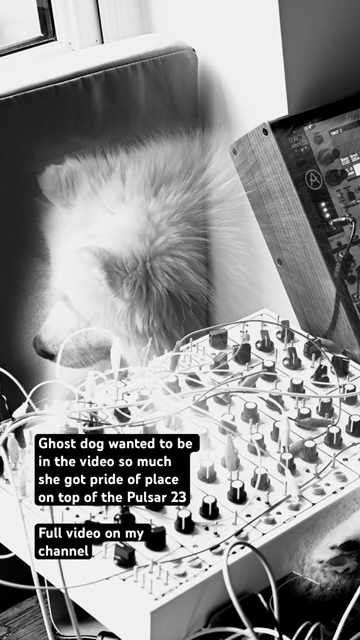 Ghost dog wanted to be
in the video so much
she got pride of place
on top of the Pulsar 23
Full video on my
channel